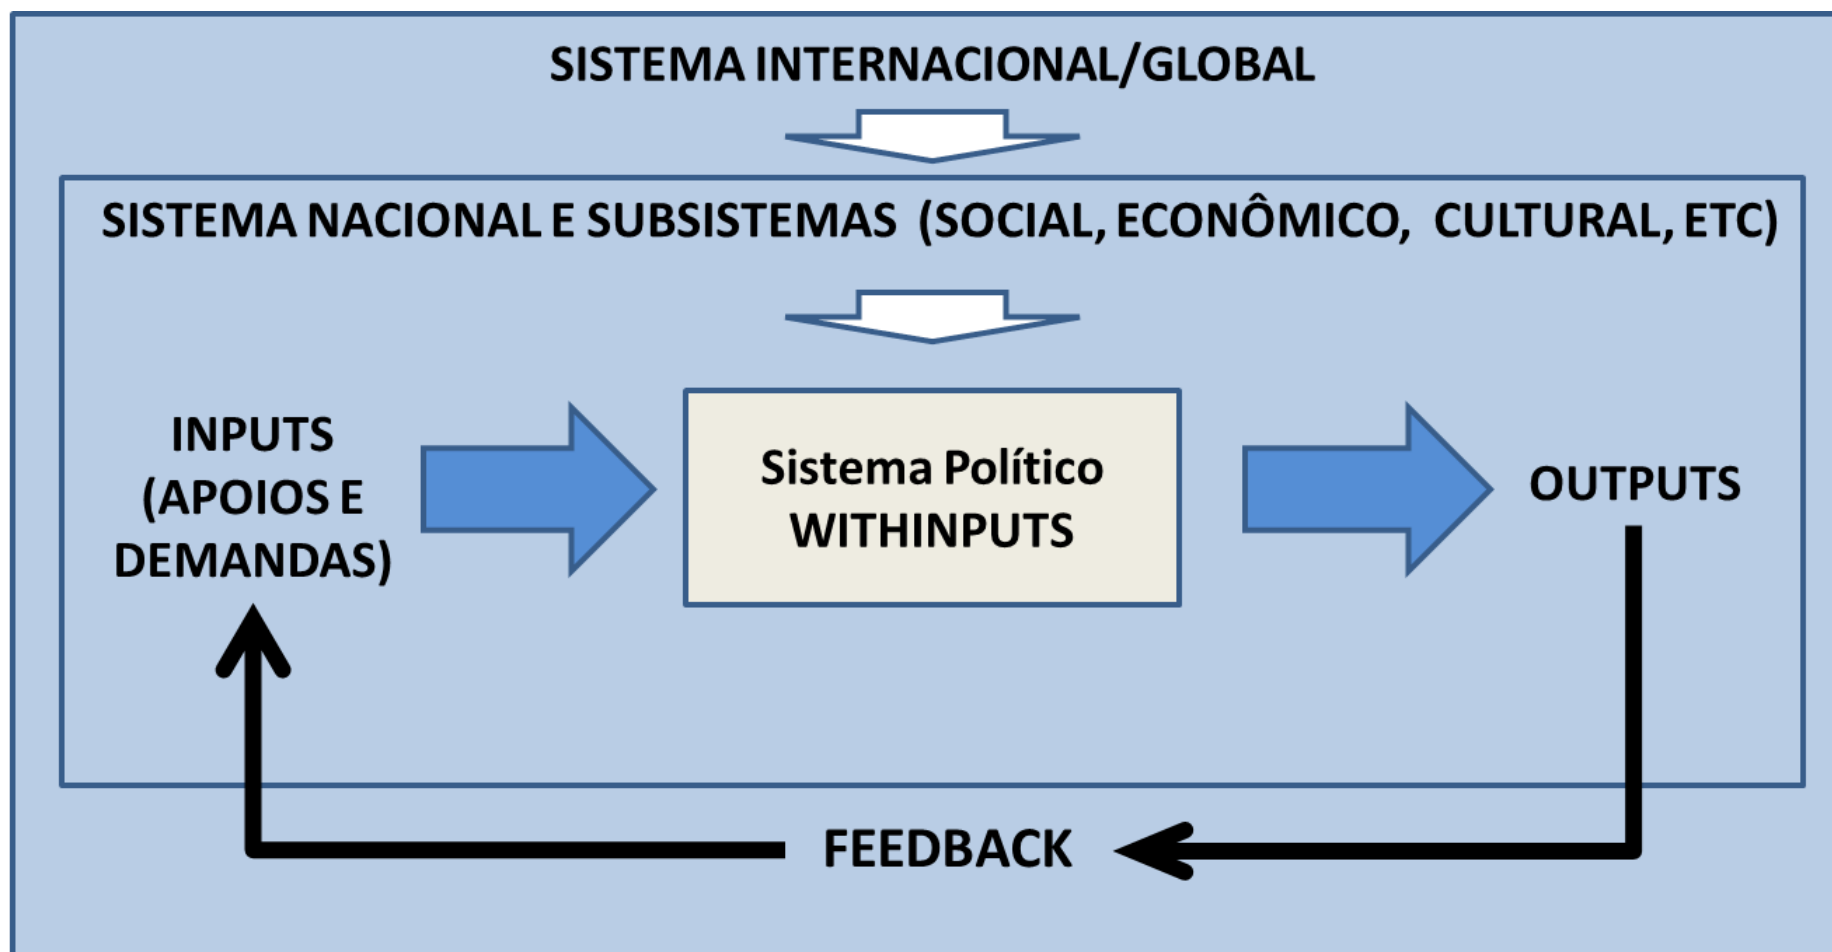 SISTEMA INTERNACIONAL/GLOBAL
SISTEMA NACIONAL E SUBSISTEMAS (SOCIAL, ECONÔMICO, CULTURAL, ETC)
INPUTS
(APOIOS E
DEMANDAS)
Sistema Político
WITHINPUTS
OUTPUTS
FEEDBACK